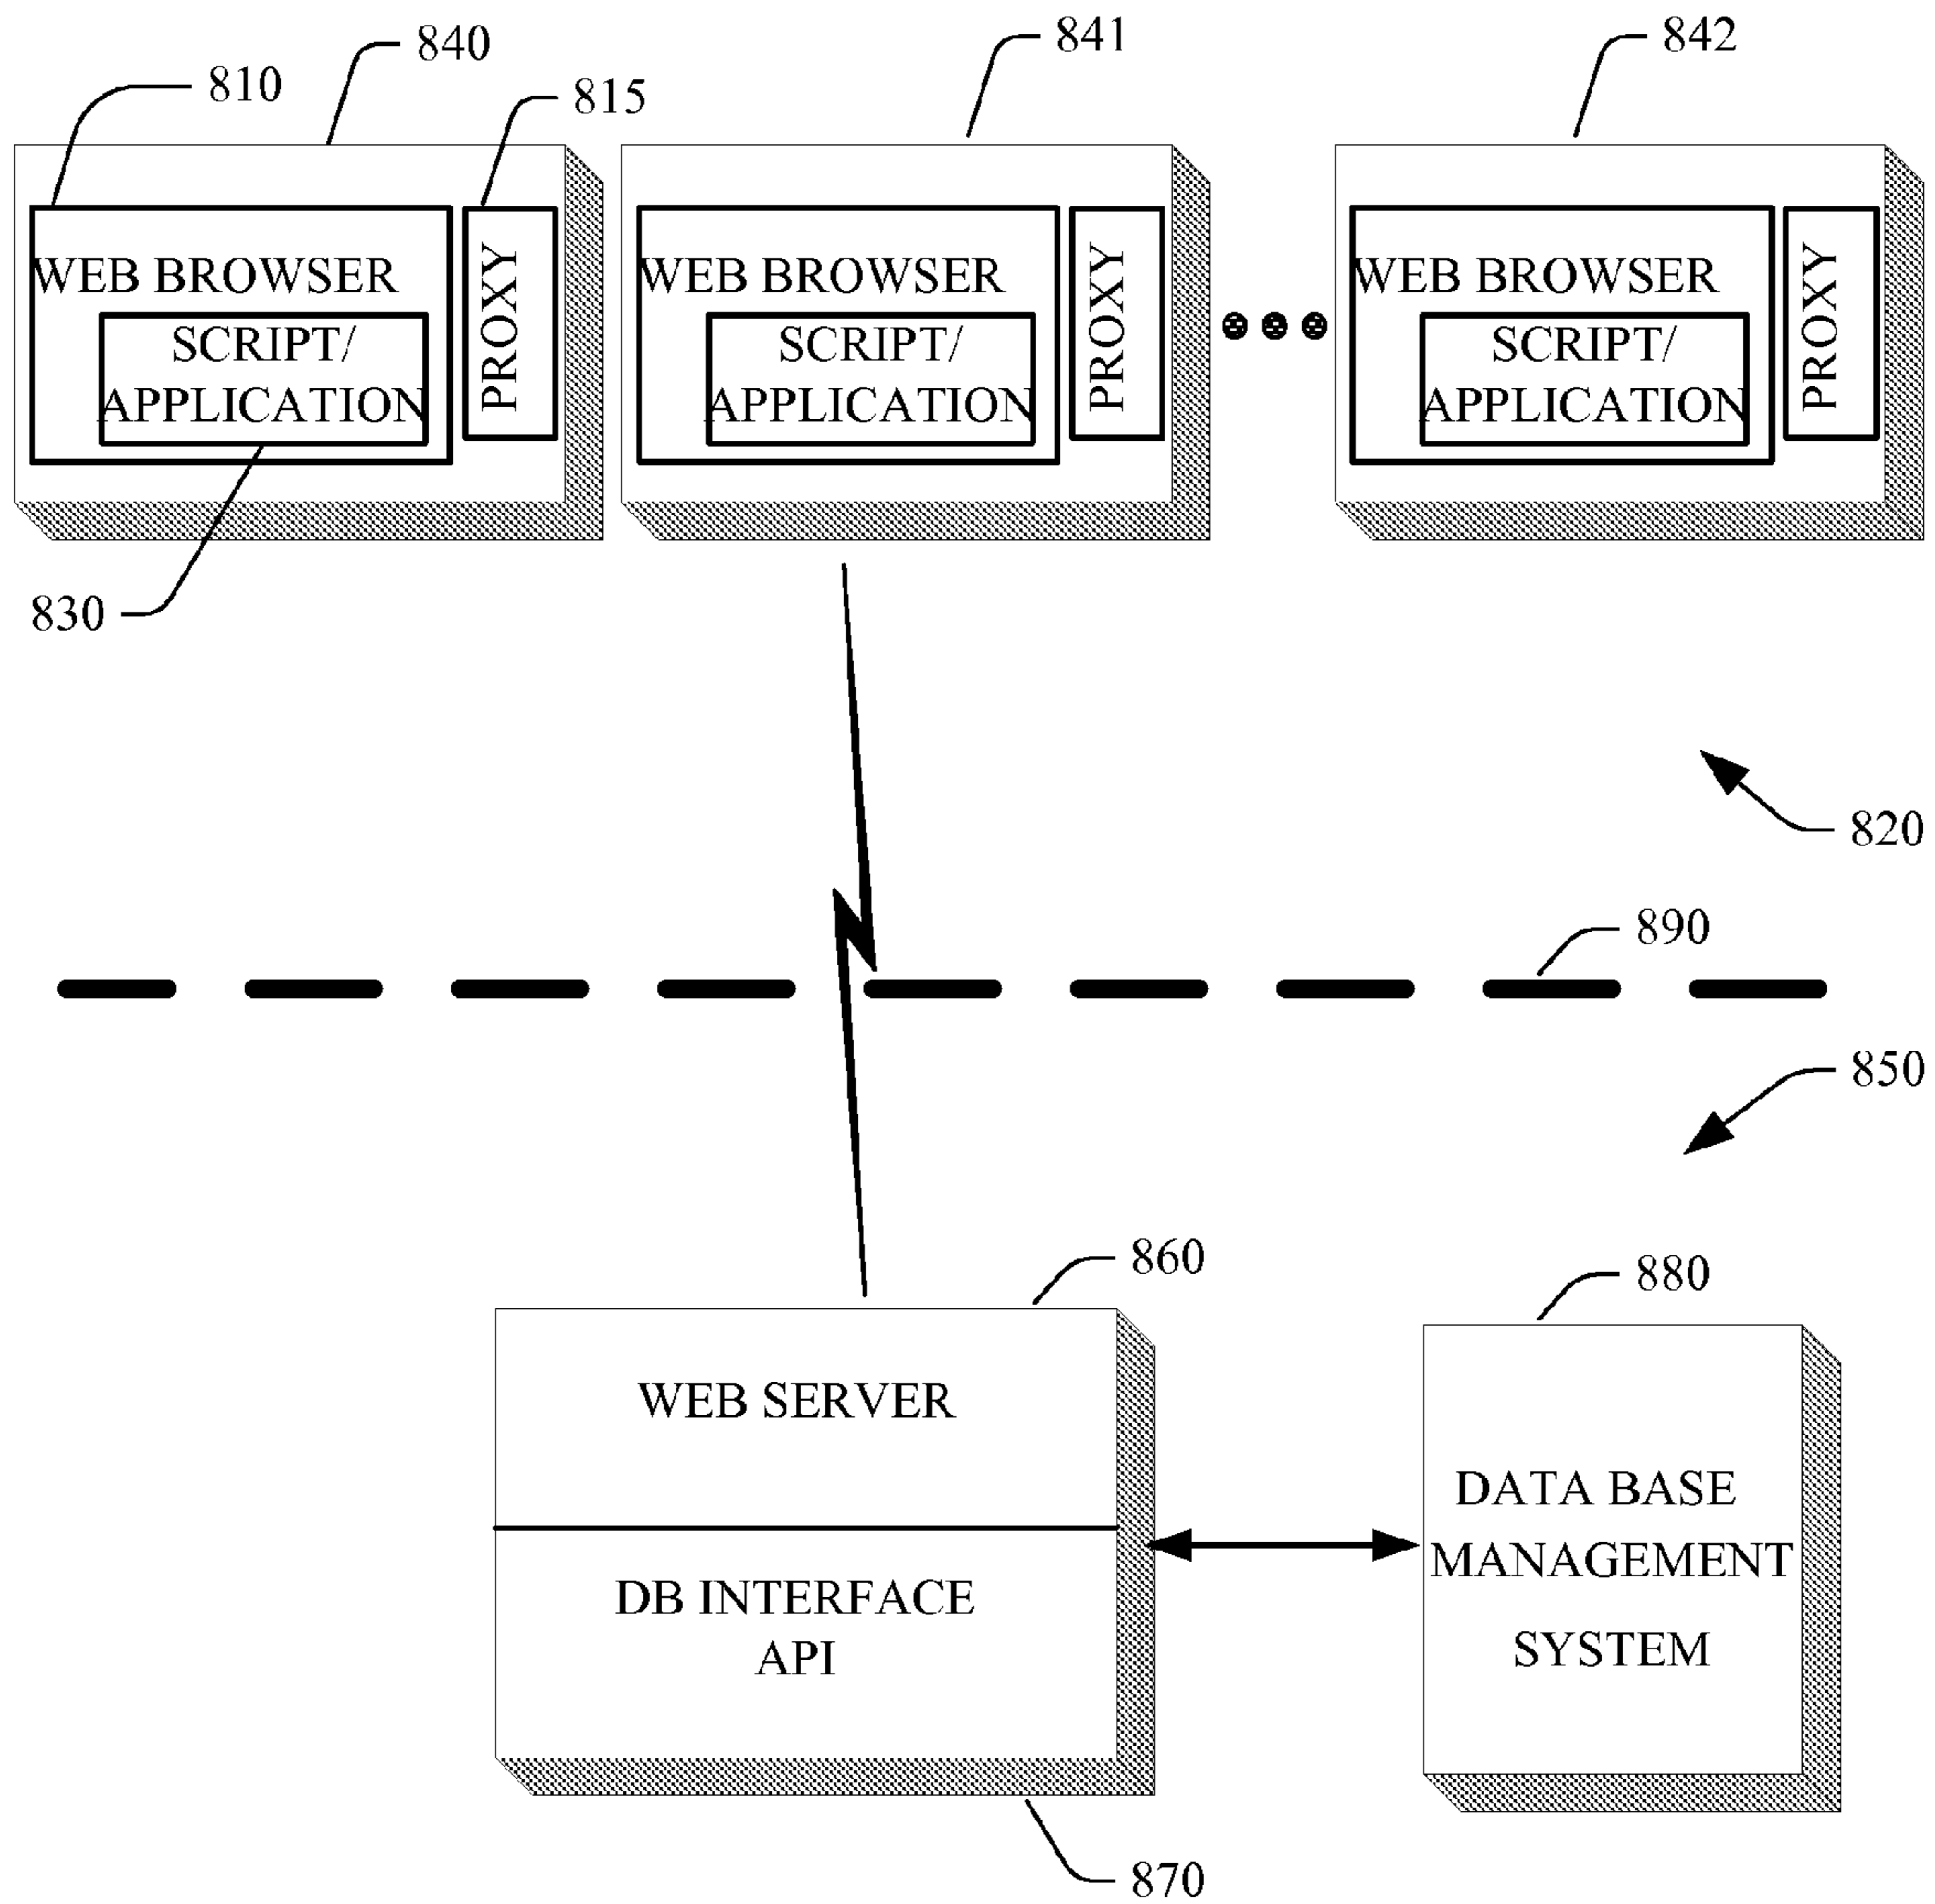 840
841
842
810
815
WEB BROWSER
SCRIPT/
APPLICATION
PROXY
WEB BROWSER
SCRIPT/
APPLICATION
PROXY
WEB BROWSER
SCRIPT/
APPLICATION
PROXY
830
820
890
850
860
880
WEB SERVER
DB INTERFACE
API
DATA BASE
MANAGEMENT
SYSTEM
870